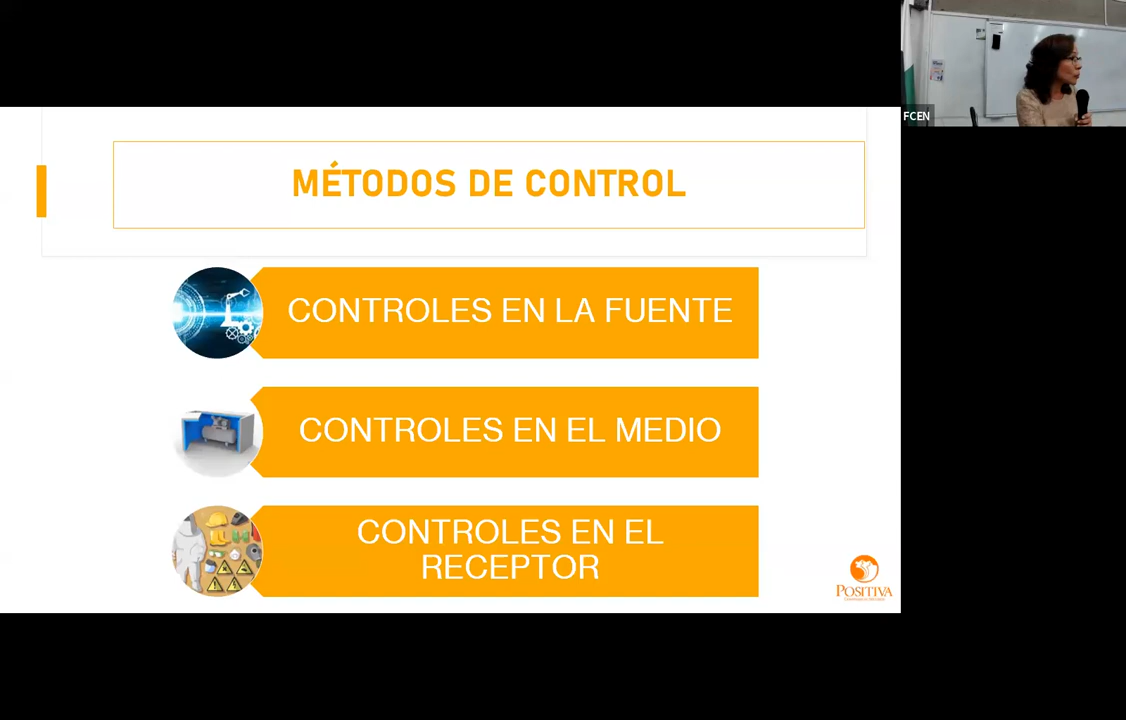 FCEN
MÉTODOS DE CONTROL
CONTROLES EN LA FUENTE
CONTROLES EN EL MEDIO
CONTROLES EN EL
RECEPTOR
POSITIVA